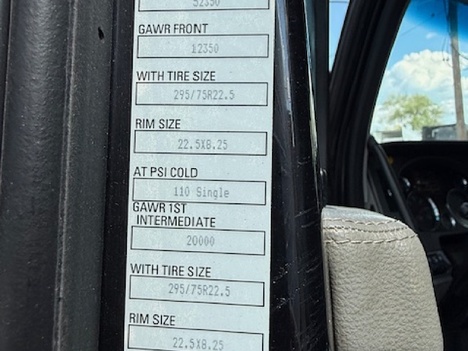 52350
GAWR FRONT
12350
WITH TIRE SIZE
295/75R22.5
RIM SIZE
22.5X8.25
AT PSI COLD
110 Single
GAWR 1ST
INTERMEDIATE
20000
WITH TIRE SIZE
295/75R22.5
RIM SIZE
22.5X8.25